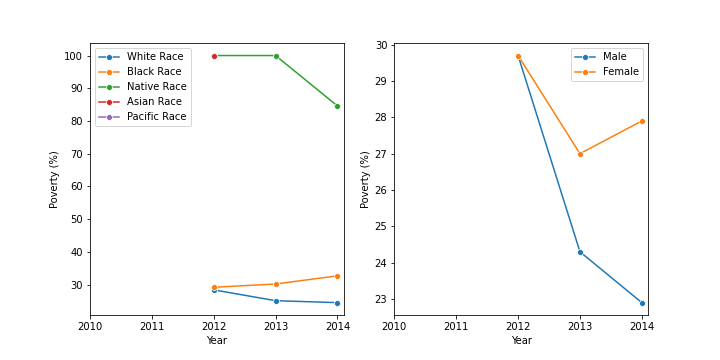 White Race
Black Race
Native Race
Asian Race
Pacific Race
100
90
80
70
60
50
40
30
Poverty (%)
2010 2011 2012 2013 2014
Year
Male
Female
30
29
28
27
26
25
24
23
Poverty (%)
2010 2011 2012 2013 2014
Year